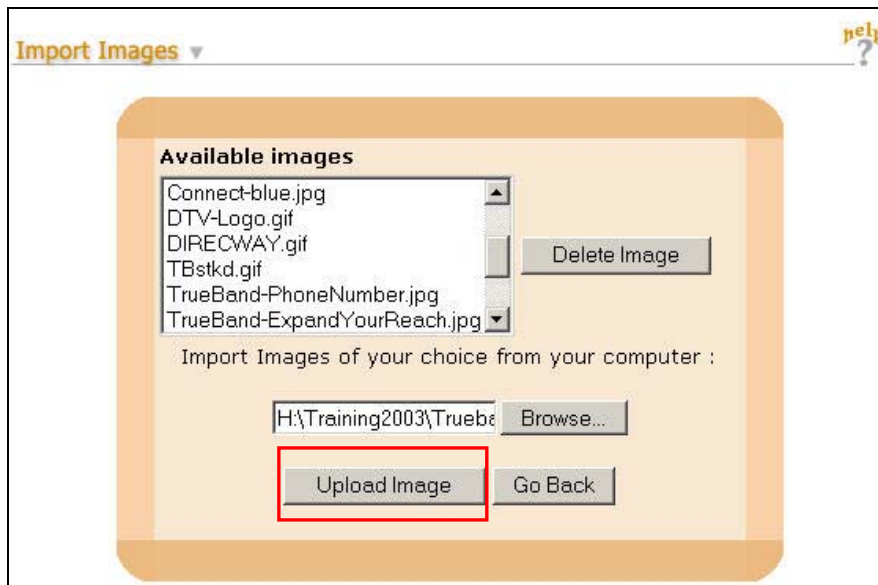 Import Images
help
?
Available images
Connect-blue.jpg
DTV-Logo.gif
DIRECWAY.gif
TBstkd.gif
TrueBand-PhoneNumber.jpg
TrueBand-ExpandYourReach.jpg
Delete Image
Import Images of your choice from your computer :
H:\Training2003\Trueba
Browse...
Upload Image
Go Back